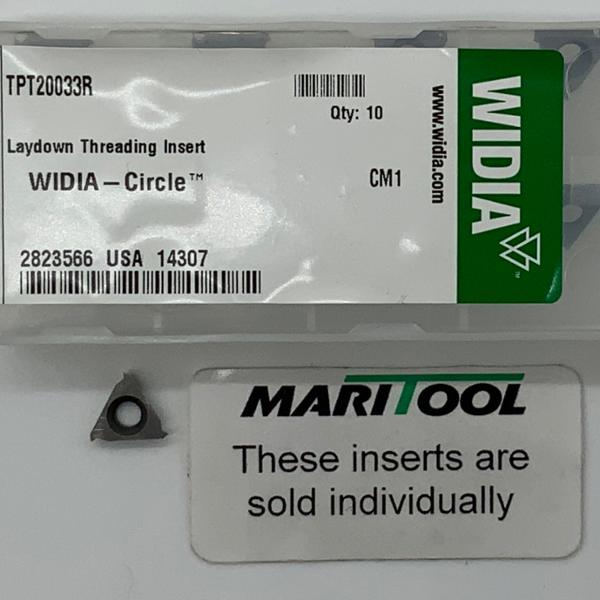 TPT20033R
Qty: 10
Laydown Threading Insert
WIDIA – Circle™
CM1
2823566 USA 14307
www.widia.com
WIDIA™
MARITOOL
These inserts are
sold individually